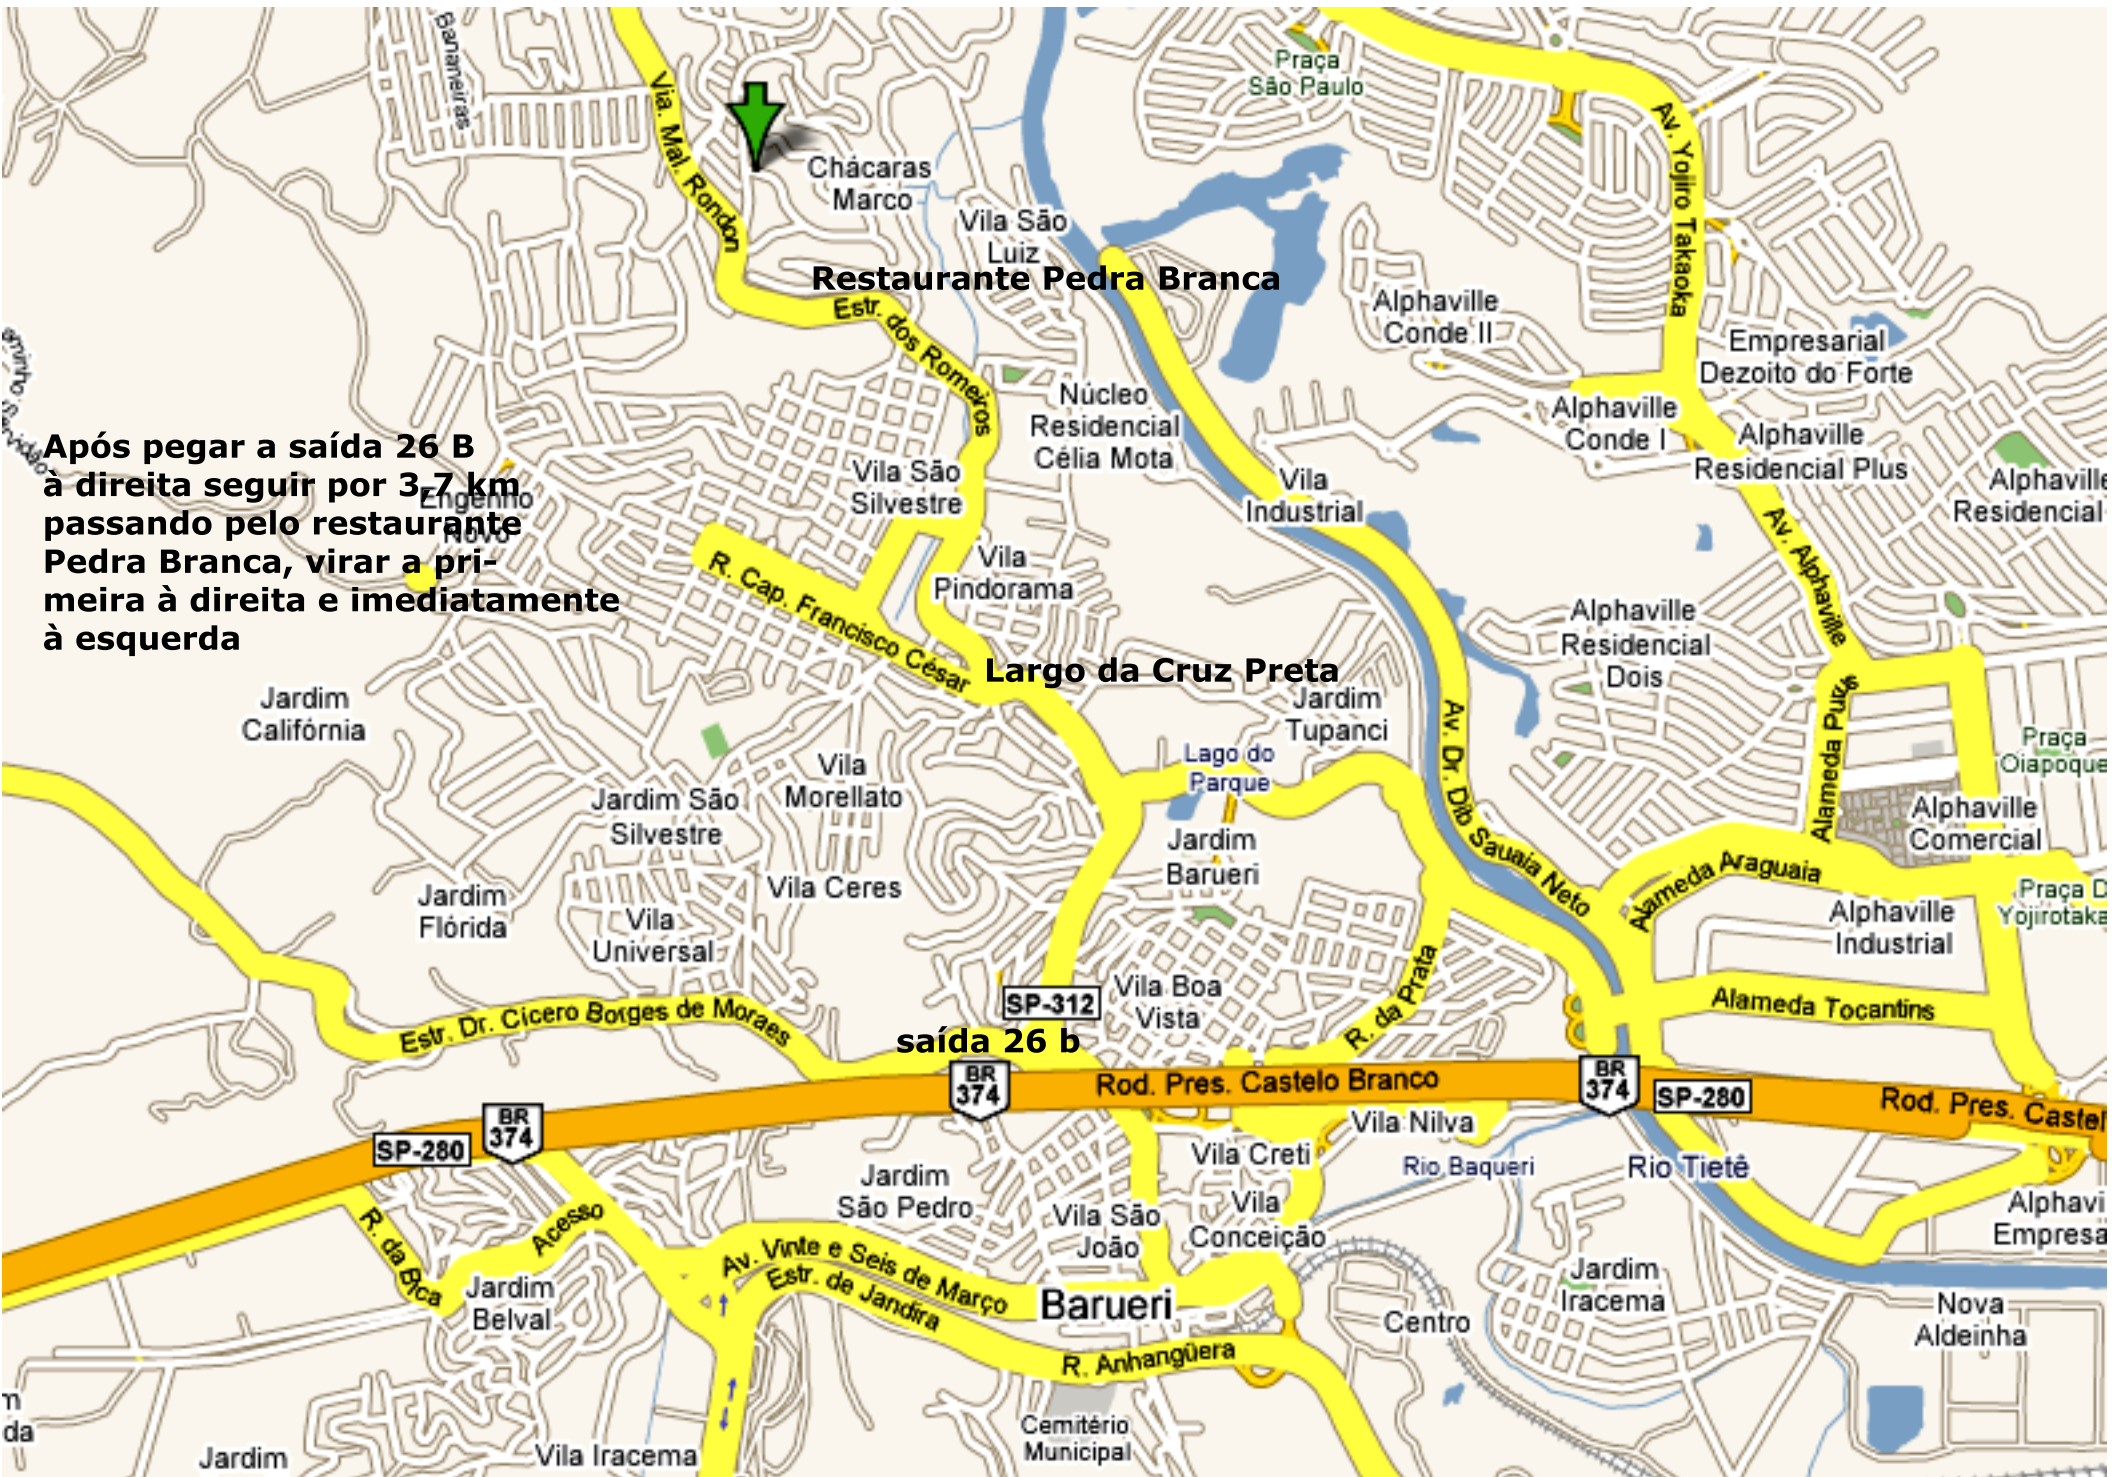 Bananeiras
Praça
São Paulo
Via. Mal. Rondon
Av. Yojiro Takaoka
Chácaras
Marco
Vila São
Luiz
Restaurante Pedra Branca
Estr. dos Romeiros
Alphaville
Conde II
Empresarial
Dezoito do Forte
Núcleo
Residencial
Célia Mota
Alphaville
Conde I
Alphaville
Residencial Plus
Após pegar a saída 26 B
à direita seguir por 3,7 km
passando pelo restaurante
Pedra Branca, virar a pri-
meira à direita e imediatamente
à esquerda
Engenho
Novo
Vila São
Silvestre
Vila
Industrial
Alphaville
Residencial
Av. Alphaville
R. Cap. Francisco César
Vila
Pindorama
Alphaville
Residencial
Dois
Largo da Cruz Preta
Jardim
Califórnia
Jardim
Tupanci
Av. Dr. Dib Sauaia Neto
Alameda Purus
Praça
Oiapoque
Lago do
Parque
Vila
Morellato
Jardim São
Silvestre
Alphaville
Comercial
Jardim
Barueri
Alameda Araguaia
Vila Ceres
Jardim
Flórida
Vila
Universal
Praça D
Yojirotaka
Alphaville
Industrial
Vila Boa
Vista
R. da Prata
SP-312
Alameda Tocantins
Estr. Dr. Cícero Borges de Moraes
saída 26 b
BR
374
Rod. Pres. Castelo Branco
BR
374
SP-280
Rod. Pres. Castel
BR
374
SP-280
Vila Nilva
Vila Creti
Rio Baqueri
Rio Tietê
Jardim
São Pedro
Vila São
João
Vila
Conceição
Alphavi
Empresa
R. da Bica
Acesso
Av. Vinte e Seis de Março
Estr. de Jandira
Jardim
Belval
Barueri
Jardim
Iracema
Centro
Nova
Aldeinha
R. Anhangüera
Cemitério
Municipal
m
da
Jardim
Vila Iracema